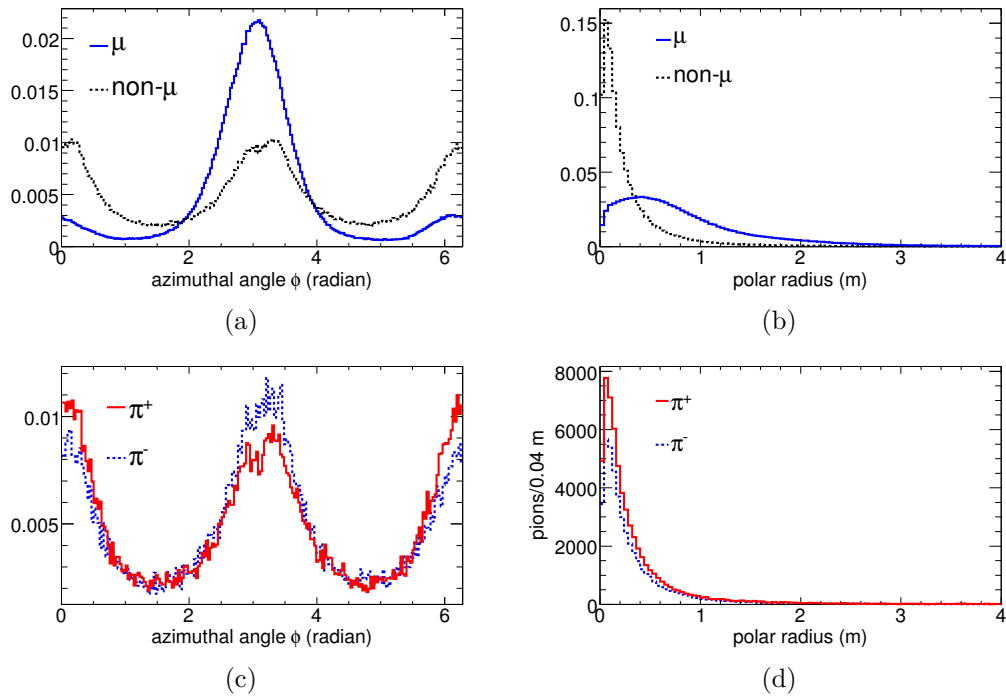 μ
non-μ
0.02
0.015
0.01
0.005
0
0 2 4 6
azimuthal angle ϕ (radian)
(a)
μ
non-μ
0.15
0.1
0.05
0
0 1 2 3 4
polar radius (m)
(b)
π+
π-
0.01
0.005
0 2 4 6
azimuthal angle ϕ (radian)
(c)
π+
π-
pions/0.04 m
8000
6000
4000
2000
0
0 1 2 3 4
polar radius (m)
(d)